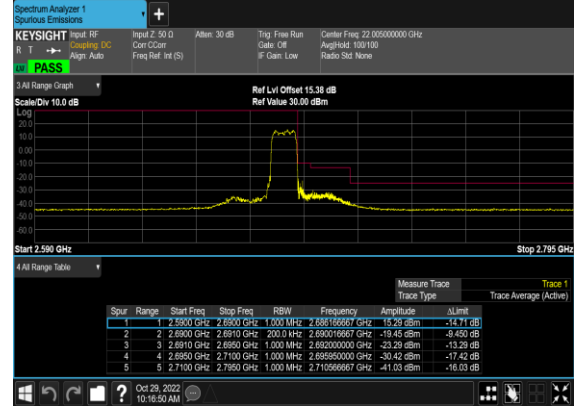 Spectrum Analyzer 1
Spurious Emissions
+
KEYSIGHT Input: RF Input Z: 50 Ω Atten: 30 dB Trig: Free Run Center Freq: 22.005000000 GHz
R T Coupling: DC Corr CCorr Gate: Off Avg|Hold: 100/100
Align: Auto Freq Ref: Int (S) IF Gain: Low Radio Std: None
LNI PASS
3 All Range Graph
Ref Lvl Offset 15.38 dB
Scale/Div 10.0 dB Ref Value 30.00 dBm
Log
20.0
10.0
0.00
-10.0
-20.0
-30.0
-40.0
-50.0
-60.0
Start 2.590 GHz Stop 2.795 GHz
4 All Range Table
Measure Trace Trace 1
Trace Type Trace Average (Active)
Spur Range Start Freq Stop Freq RBW Frequency Amplitude ΔLimit
1 1 2.5900 GHz 2.6900 GHz 1.000 MHz 2.686166667 GHz 15.29 dBm -14.71 dB
2 2 2.6900 GHz 2.6910 GHz 200.0 kHz 2.690016667 GHz -19.45 dBm -9.450 dB
3 3 2.6910 GHz 2.6950 GHz 1.000 MHz 2.692000000 GHz -23.29 dBm -13.29 dB
4 4 2.6950 GHz 2.7100 GHz 1.000 MHz 2.695950000 GHz -30.42 dBm -17.42 dB
5 5 2.7100 GHz 2.7950 GHz 1.000 MHz 2.710566667 GHz -41.03 dBm -16.03 dB
? Oct 29, 2022
10:16:50 AM